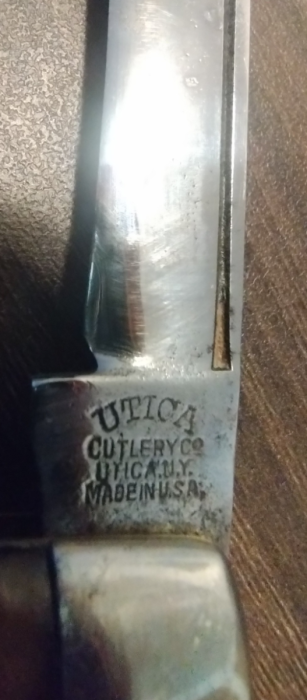 UTICA
CUTLERY CO
UTICA N.Y.
MADE IN U.S.A.